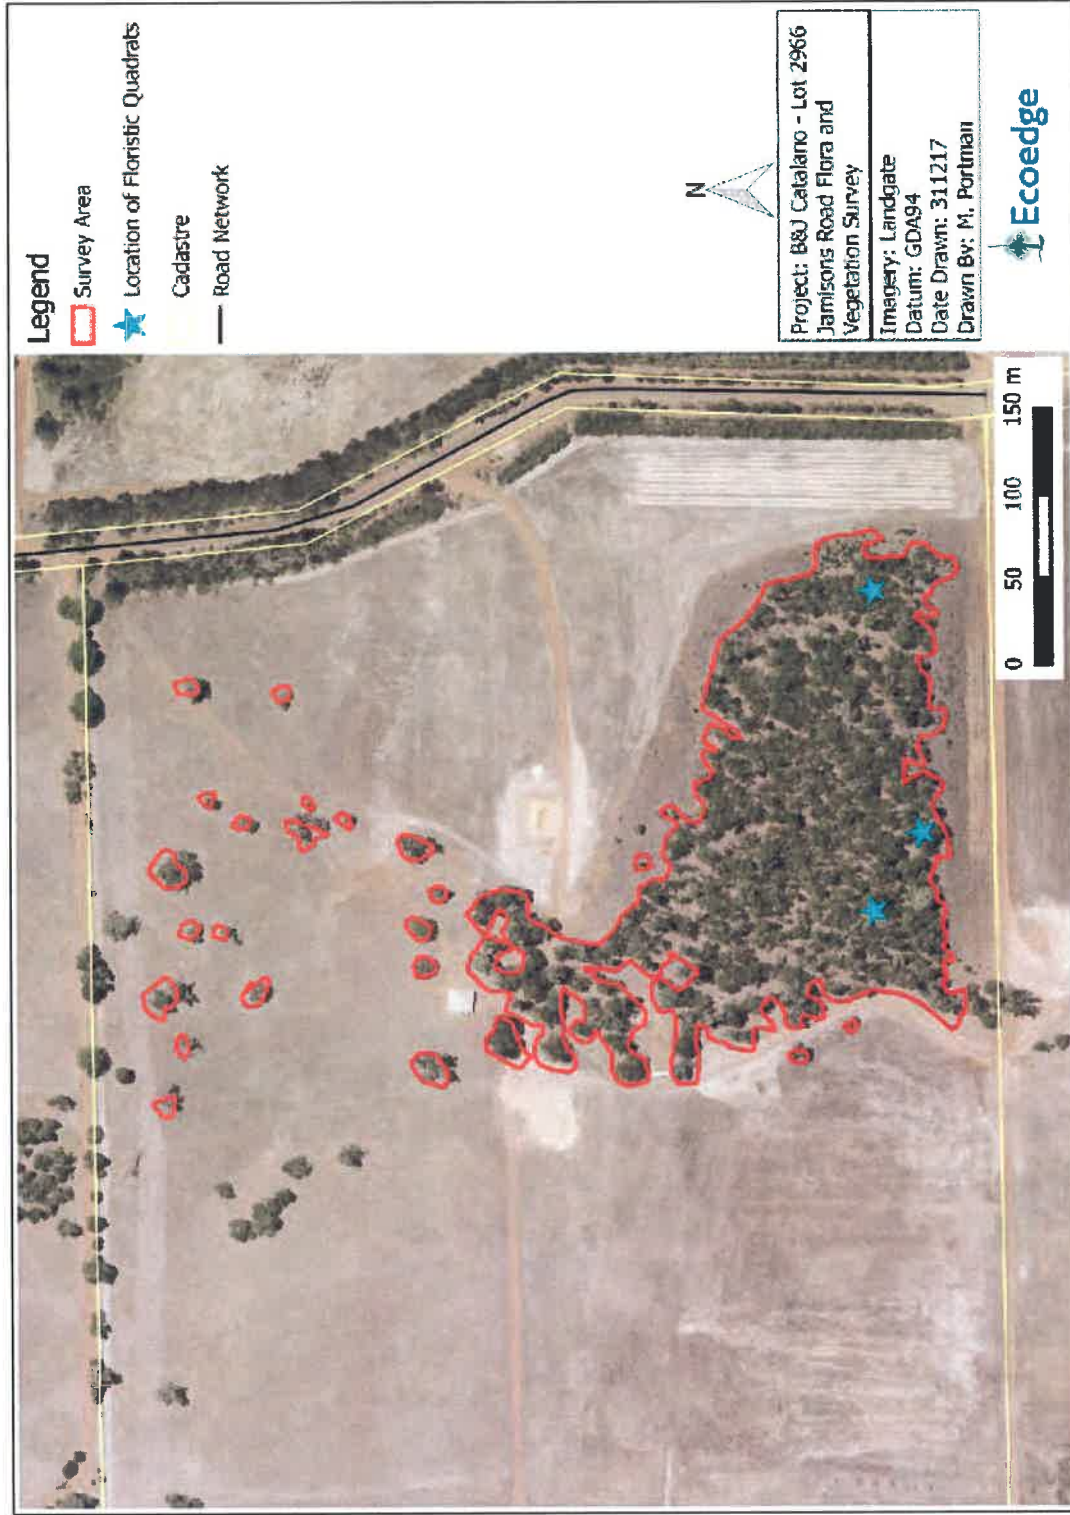 Legend
Survey Area
Location of Floristic Quadrats
Cadastre
Road Network
N
Project: B&J Catalano - Lot 2966
Jamisons Road Flora and
Vegetation Survey
Imagery: Landgate
Datum: GDA94
Date Drawn: 311217
Drawn By: M. Portman
Ecoedge
0 50 100 150 m